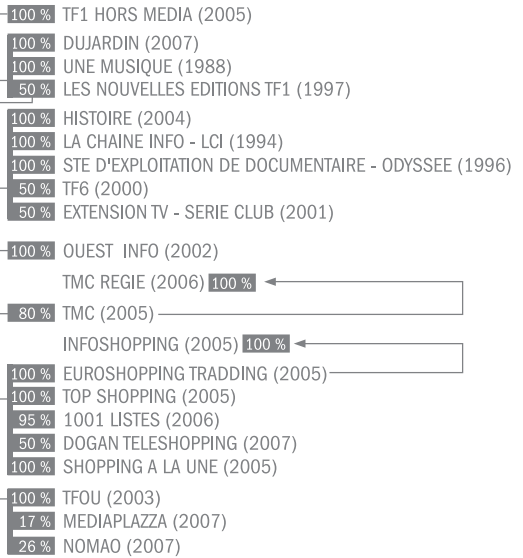 100 % TF1 HORS MEDIA (2005)
100 % DUJARDIN (2007)
100 % UNE MUSIQUE (1988)
50 % LES NOUVELLES EDITIONS TF1 (1997)
100 % HISTOIRE (2004)
100 % LA CHAINE INFO - LCI (1994)
100 % STE D'EXPLOITATION DE DOCUMENTAIRE - ODYSSEE (1996)
50 % TF6 (2000)
50 % EXTENSION TV - SERIE CLUB (2001)
100 % OUEST INFO (2002)
TMC REGIE (2006) 100 %
80 % TMC (2005)
INFOSHOPPING (2005) 100 %
100 % EUROSHOPPING TRADDING (2005)
100 % TOP SHOPPING (2005)
95 % 1001 LISTES (2006)
50 % DOGAN TELESHOPPING (2007)
100 % SHOPPING A LA UNE (2005)
100 % TFOU (2003)
17 % MEDIAPLAZZA (2007)
26 % NOMAO (2007)